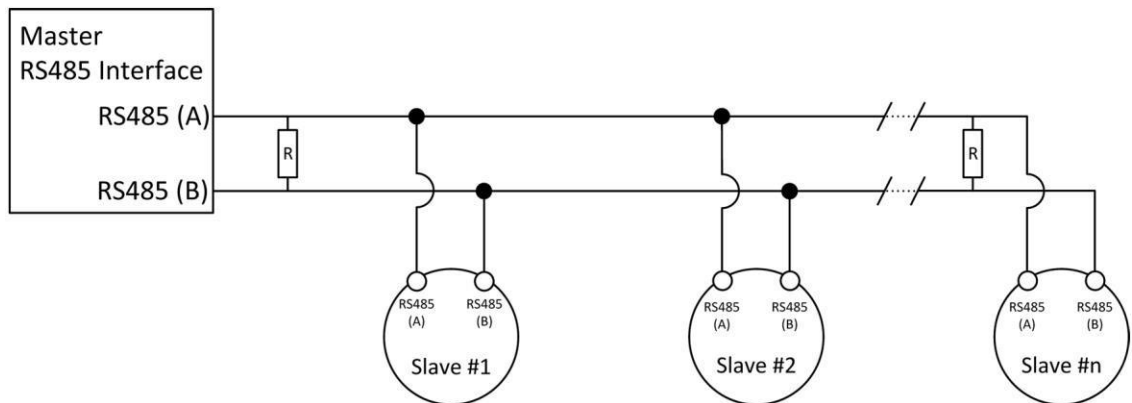 Master
RS485 Interface
RS485 (A)
R
R
RS485 (B)
RS485
(A)
RS485
(B)
Slave #1
RS485
(A)
RS485
(B)
Slave #2
RS485
(A)
RS485
(B)
Slave #n